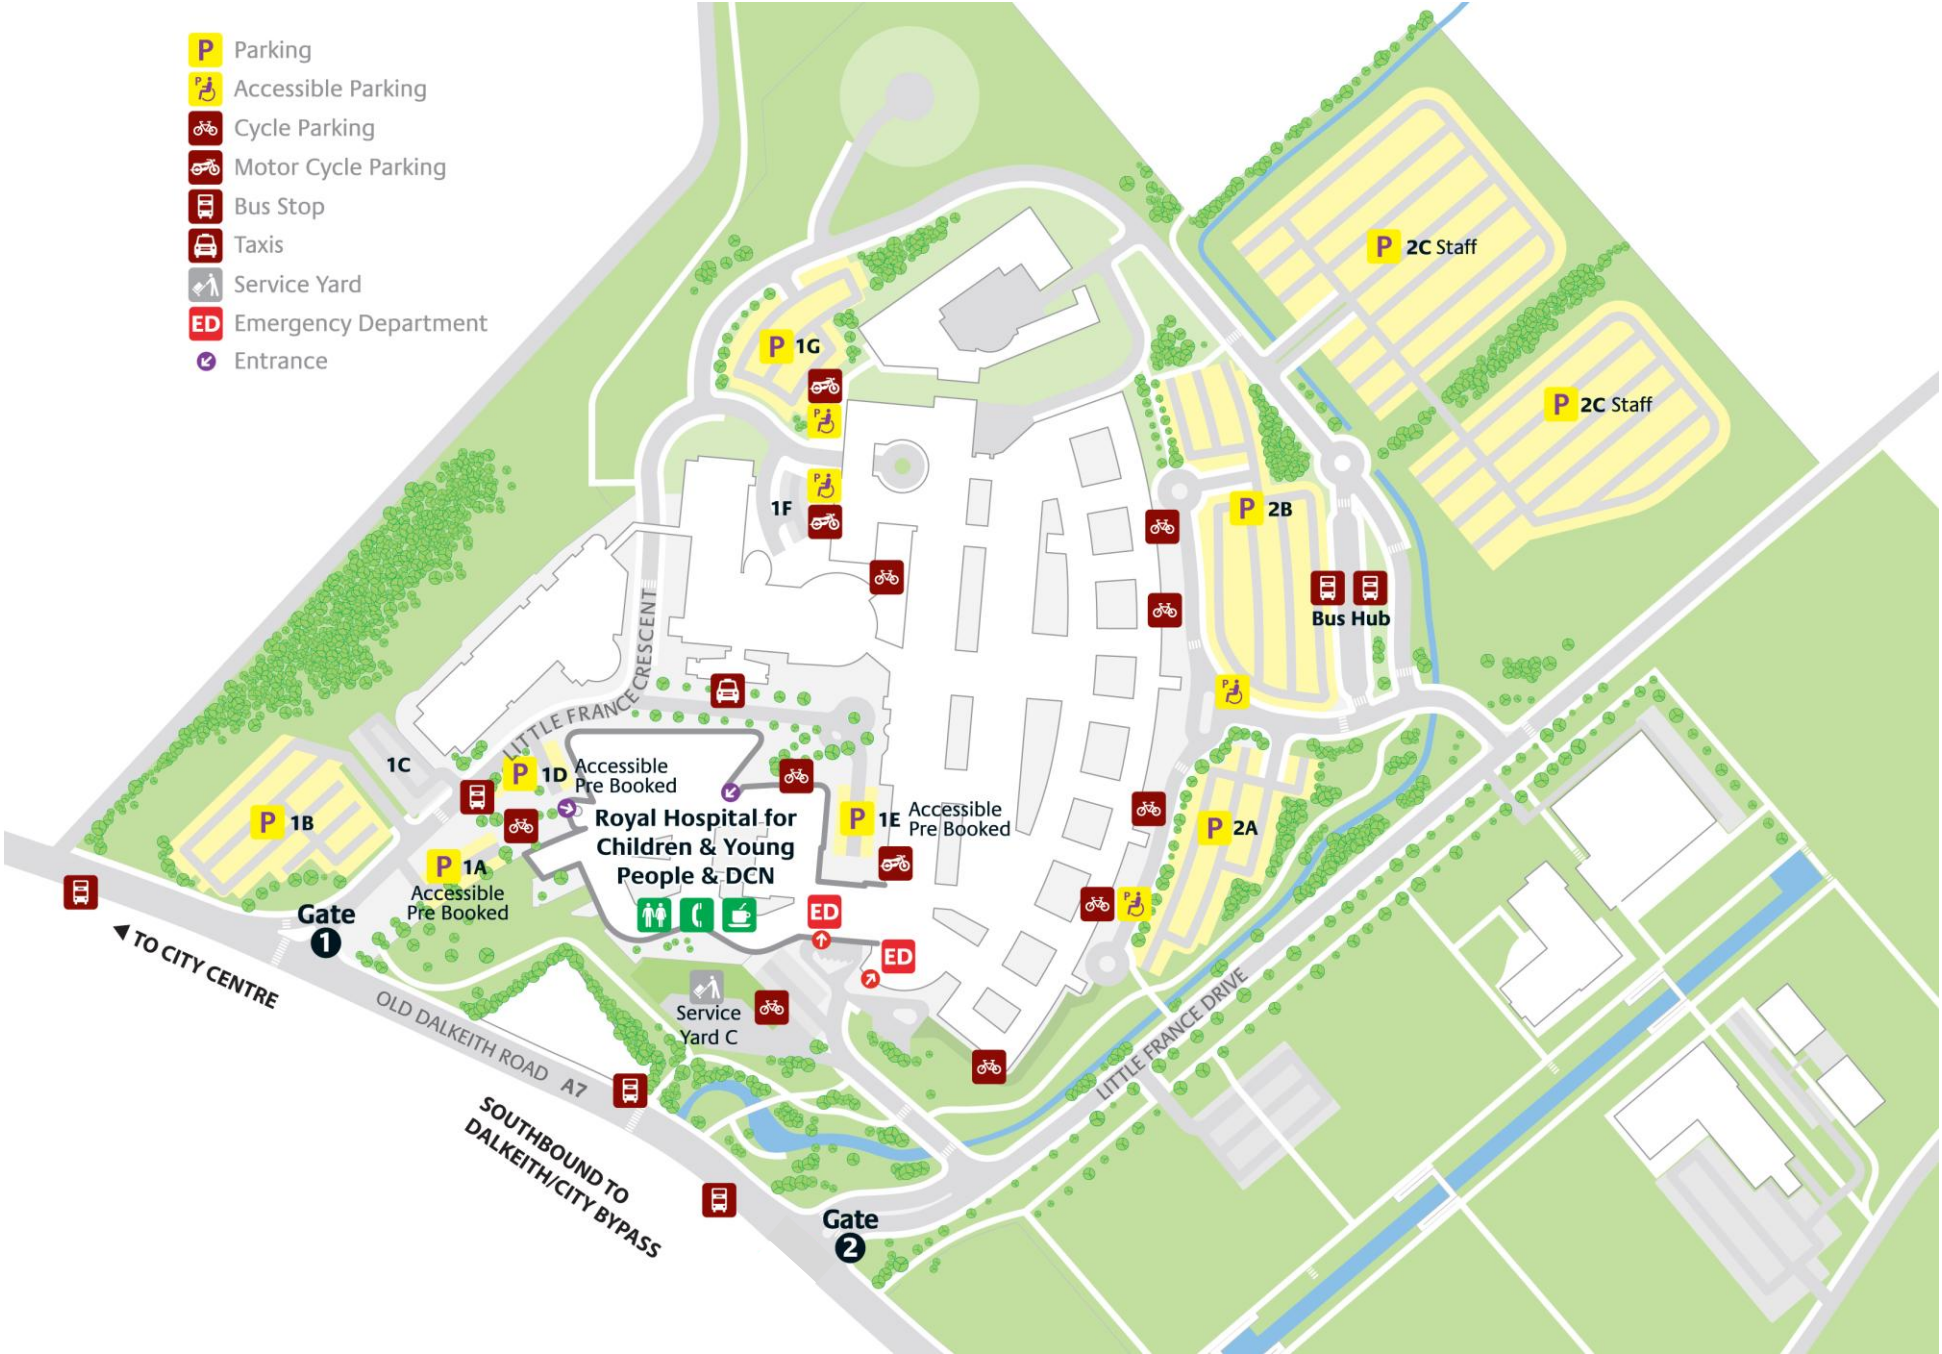 P Parking
P Accessible Parking
Cycle Parking
Motor Cycle Parking
Bus Stop
Taxis
Service Yard
ED Emergency Department
Entrance
P 2C Staff
P 2C Staff
P 1G
P
P
1F
P 2B
Bus Hub
P
LITTLE FRANCE CRESCENT
1C
P 1D Accessible
Pre Booked
P 1B
P 1A
Accessible
Pre Booked
Royal Hospital for
Children & Young
People & DCN
P 1E Accessible
Pre Booked
P 2A
P
ED
ED
Gate
1
TO CITY CENTRE
OLD DALKEITH ROAD A7
Service
Yard C
LITTLE FRANCE DRIVE
SOUTHBOUND TO
DALKEITH/CITY BYPASS
Gate
2